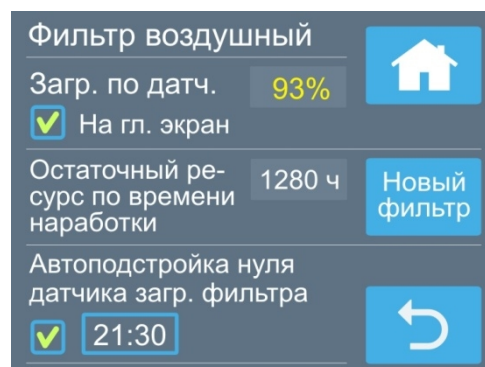 Фильтр воздушный
Загр. по датч. 93%
На гл. экран
Остаточный ре-
сурс по времени
наработки
1280 ч
Новый
фильтр
Автоподстройка нуля
датчика загр. фильтра
21:30